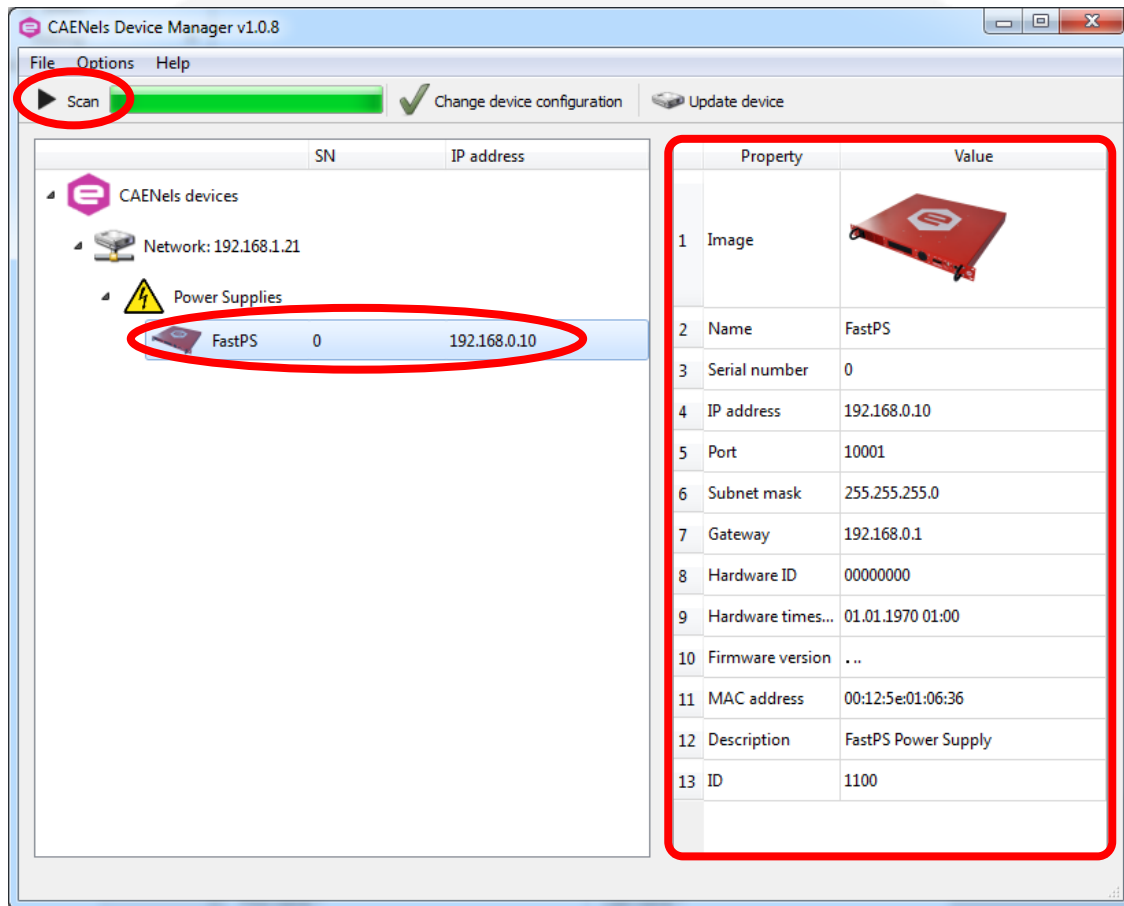 CAENels Device Manager v1.0.8
File Options Help
Scan Change device configuration Update device
SN IP address
CAENels devices
Network: 192.168.1.21
Power Supplies
FastPS 0 192.168.0.10
Property Value
1 Image
2 Name FastPS
3 Serial number 0
4 IP address 192.168.0.10
5 Port 10001
6 Subnet mask 255.255.255.0
7 Gateway 192.168.0.1
8 Hardware ID 00000000
9 Hardware times... 01.01.1970 01:00
10 Firmware version . ..
11 MAC address 00:12:5e:01:06:36
12 Description FastPS Power Supply
13 ID 1100